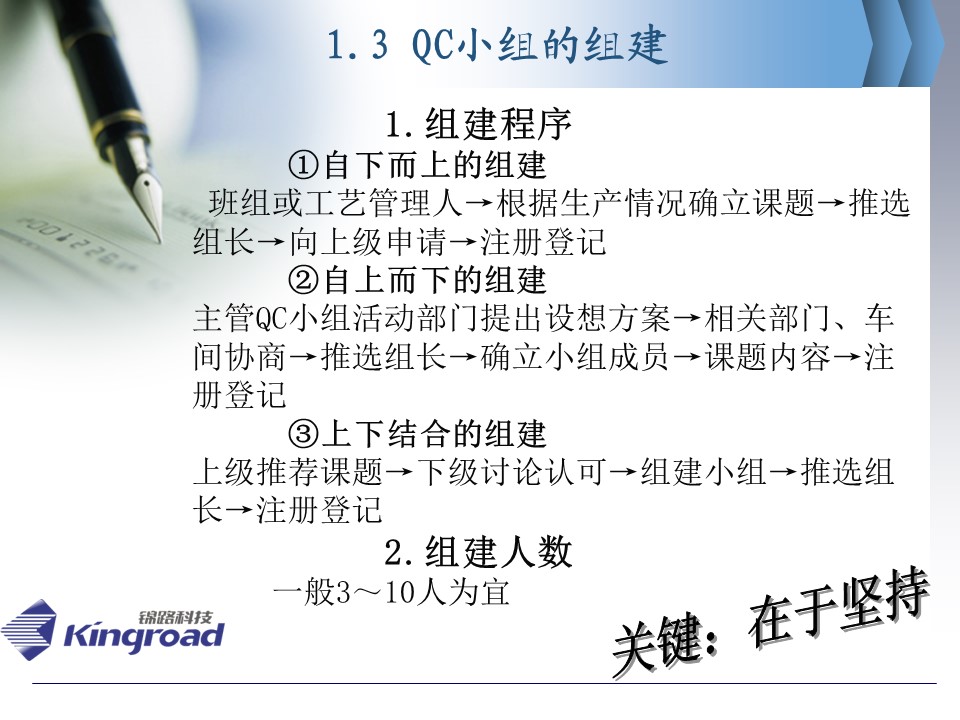 1.3 QC小组的组建
1.组建程序
①自下而上的组建
班组或工艺管理人→根据生产情况确立课题→推选
组长→向上级申请→注册登记
②自上而下的组建
主管QC小组活动部门提出设想方案→相关部门、车
间协商→推选组长→确立小组成员→课题内容→注
册登记
③上下结合的组建
上级推荐课题→下级讨论认可→组建小组→推选组
长→注册登记
2.组建人数
一般3～10人为宜
锦路科技
Kingroad
关键：在于坚持